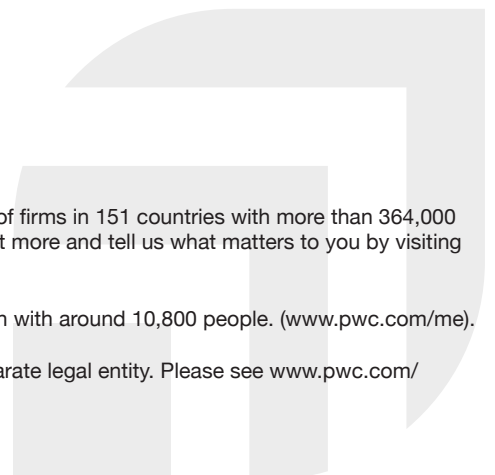 of firms in 151 countries with more than 364,000
t more and tell us what matters to you by visiting
n with around 10,800 people. (www.pwc.com/me).
arate legal entity. Please see www.pwc.com/